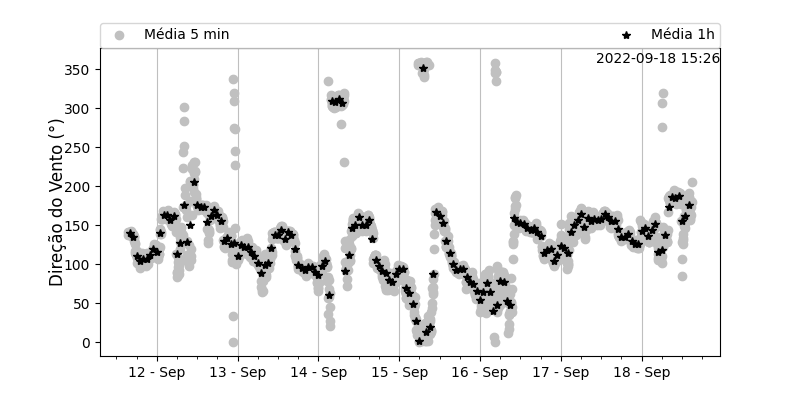 Média 5 min
Média 1h
2022-09-18 15:26
Direção do Vento (°)
350
300
250
200
150
100
50
0
12 - Sep
13 - Sep
14 - Sep
15 - Sep
16 - Sep
17 - Sep
18 - Sep